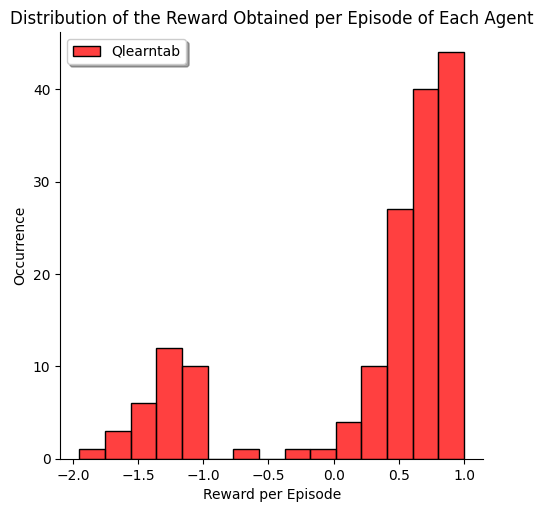 Distribution of the Reward Obtained per Episode of Each Agent
Qlearntab
40
30
20
10
0
Occurrence
−2.0 −1.5 −1.0 −0.5 0.0 0.5 1.0
Reward per Episode